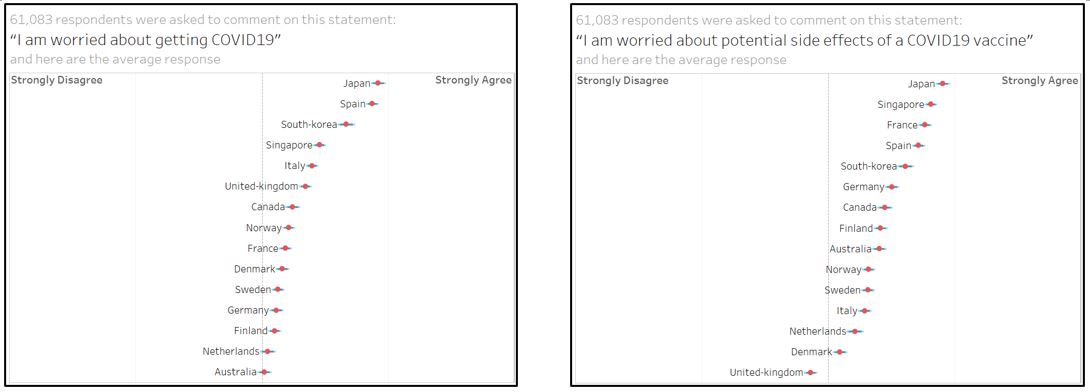 61,083 respondents were asked to comment on this statement:
“I am worried about getting COVID19”
and here are the average response
Strongly Disagree
Strongly Agree
Japan
Spain
South-korea
Singapore
Italy
United-kingdom
Canada
Norway
France
Denmark
Sweden
Germany
Finland
Netherlands
Australia
61,083 respondents were asked to comment on this statement:
“I am worried about potential side effects of a COVID19 vaccine”
and here are the average response
Strongly Disagree
Strongly Agree
Japan
Singapore
France
Spain
South-korea
Germany
Canada
Finland
Australia
Norway
Sweden
Italy
Netherlands
Denmark
United-kingdom